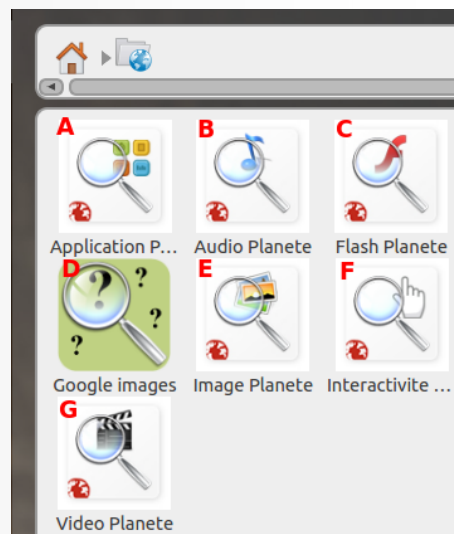 A B C
Application P... Audio Planete Flash Planete
D E F
? ? ? ?
Google images Image Planete Interactivite ...
G
Video Planete